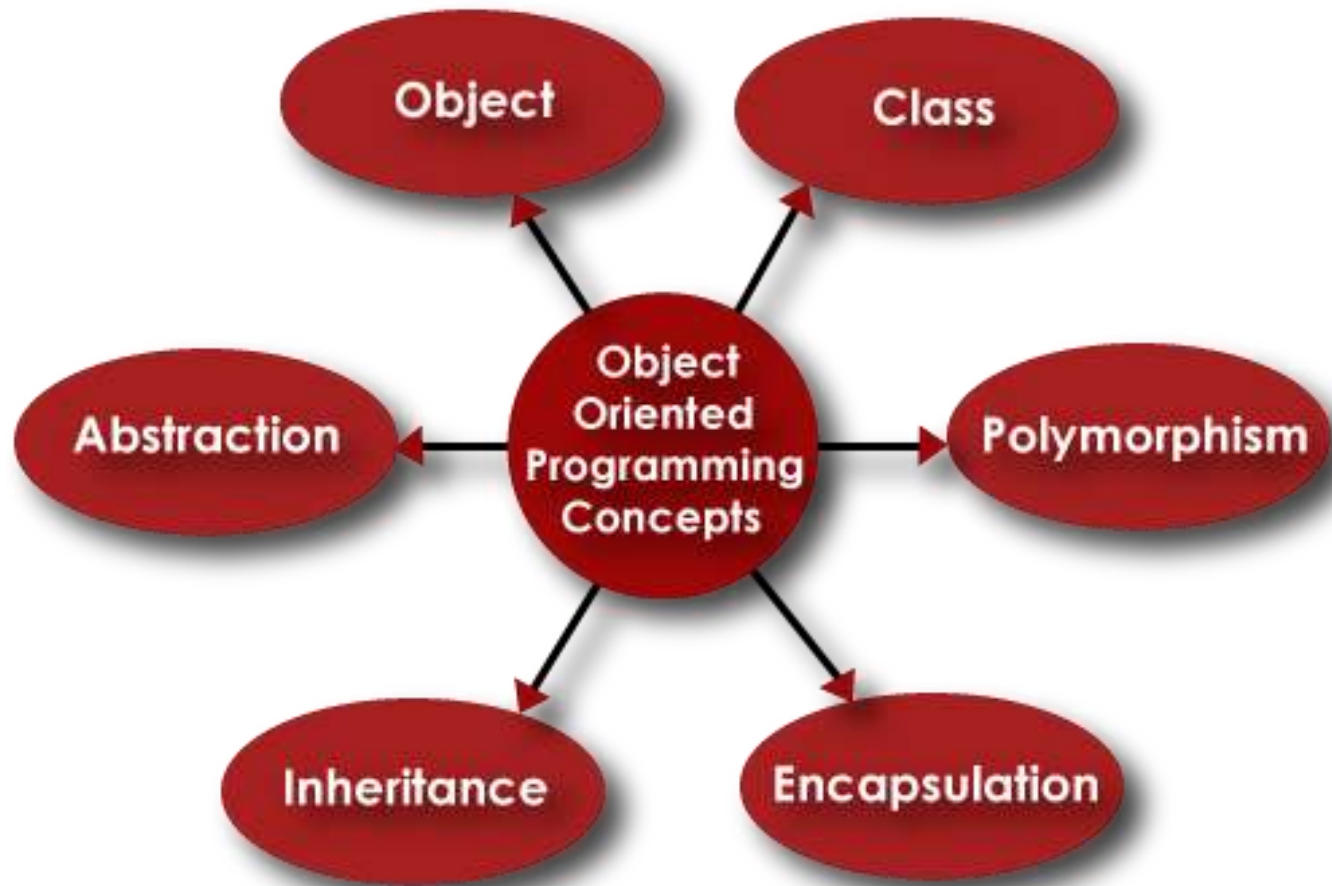 Object
Class
Object
Oriented
Programming
Concepts
Abstraction
Polymorphism
Inheritance
Encapsulation